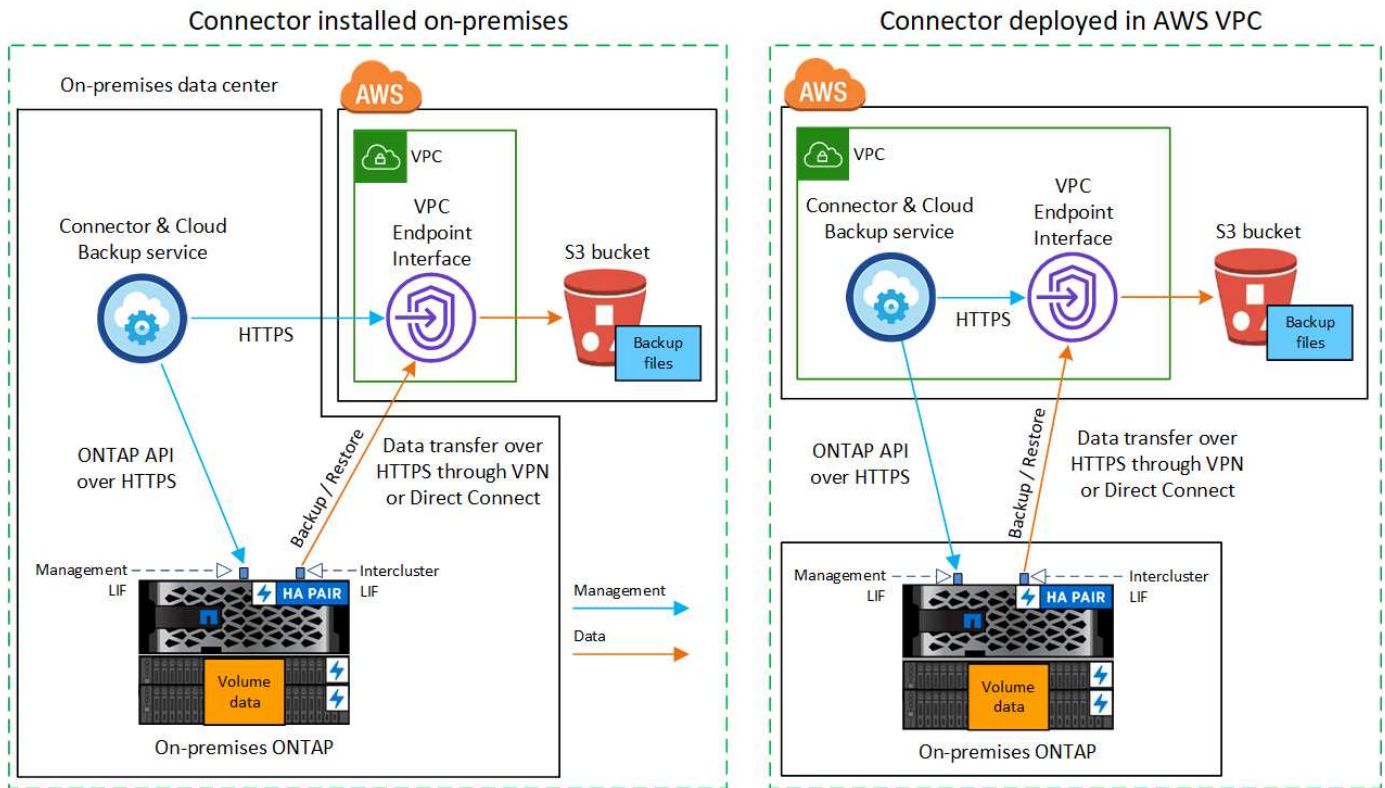 Connector installed on-premises
On-premises data center
AWS
VPC
VPC
Endpoint
Interface
Connector & Cloud
Backup service
S3 bucket
HTTPS
Backup
files
ONTAP API
over HTTPS
Backup / Restore
Data transfer over
HTTPS through VPN
or Direct Connect
Management
LIF
Intercluster
LIF
HA PAIR
Volume
data
On-premises ONTAP
Management
Data
Connector deployed in AWS VPC
AWS
VPC
VPC
Endpoint
Interface
Connector & Cloud
Backup service
S3 bucket
HTTPS
Backup
files
ONTAP API
over HTTPS
Backup / Restore
Data transfer over
HTTPS through VPN
or Direct Connect
Management
LIF
Intercluster
LIF
HA PAIR
Volume
data
On-premises ONTAP